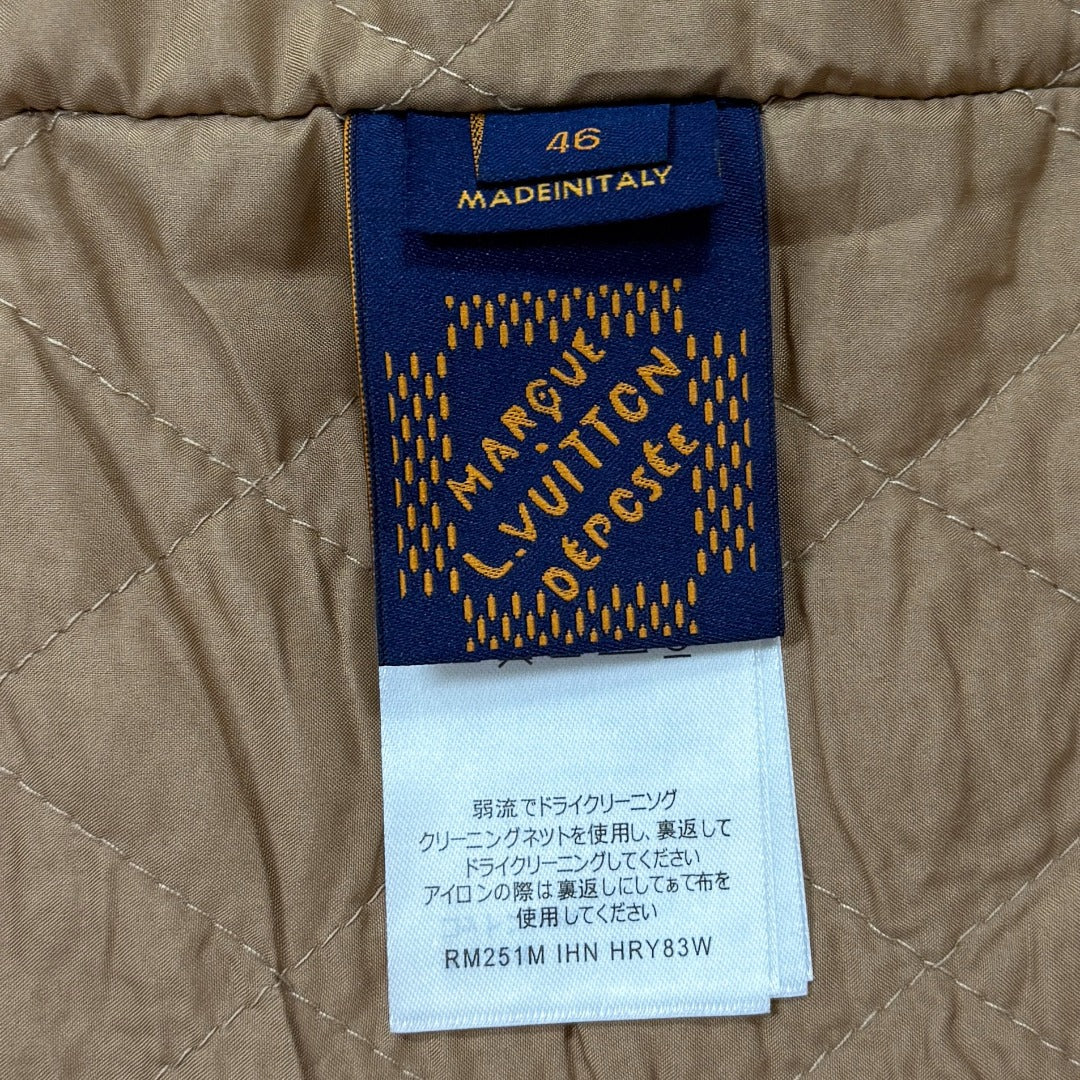 46
MADEINITALY
MARQUE
L.VUITTON
DÉPOSÉE
弱流でドライクリーニソグ
クリーニングネツトを使用し、裏返して
ドライクリーニングしてください
アイロンの際は裏返しにしてぁて布を
使用してください
RM251M IHN HRY83W